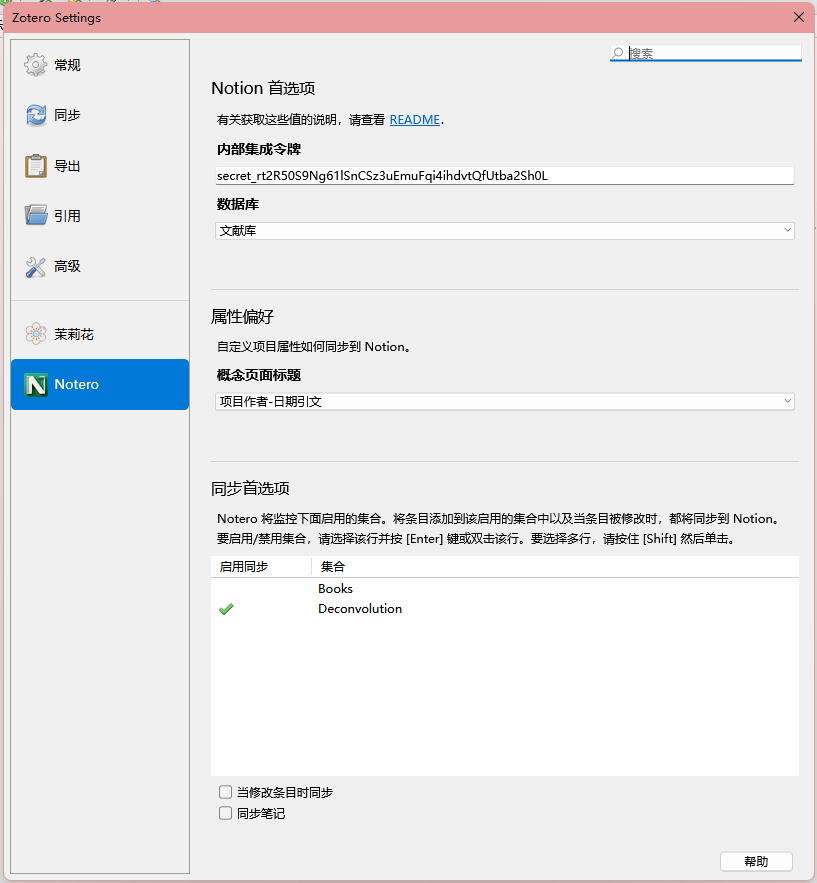 Zotero Settings
搜索
常规
同步
导出
引用
高级
茉莉花
Notero
Notion 首选项
有关获取这些值的说明，请查看 README.
内部集成令牌
secret_rt2R50S9Ng61lSnCSz3uEmuFqi4ihdvtQfUtba2Sh0L
数据库
文献库
属性偏好
自定义项目属性如何同步到 Notion。
概念页面标题
项目作者-日期引文
同步首选项
Notero 将监控下面启用的集合。将条目添加到该启用的集合中以及当条目被修改时，都将同步到 Notion。
要启用/禁用集合，请选择该行并按 [Enter] 键或双击该行。要选择多行，请按住 [Shift] 然后单击。
启用同步 集合
Books
Deconvolution
当修改条目时同步
同步笔记
帮助